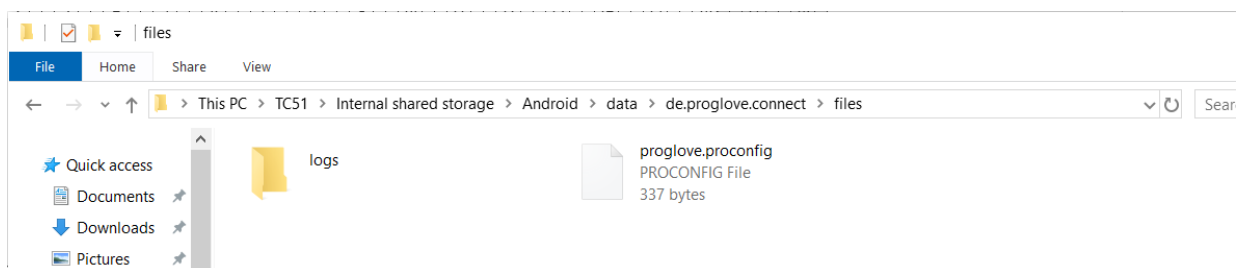 files
File Home Share View
This PC > TC51 > Internal shared storage > Android > data > de.proglove.connect > files
Sear
Quick access
Documents
Downloads
Pictures
logs
proglove.proconfig
PROCONFIG File
337 bytes